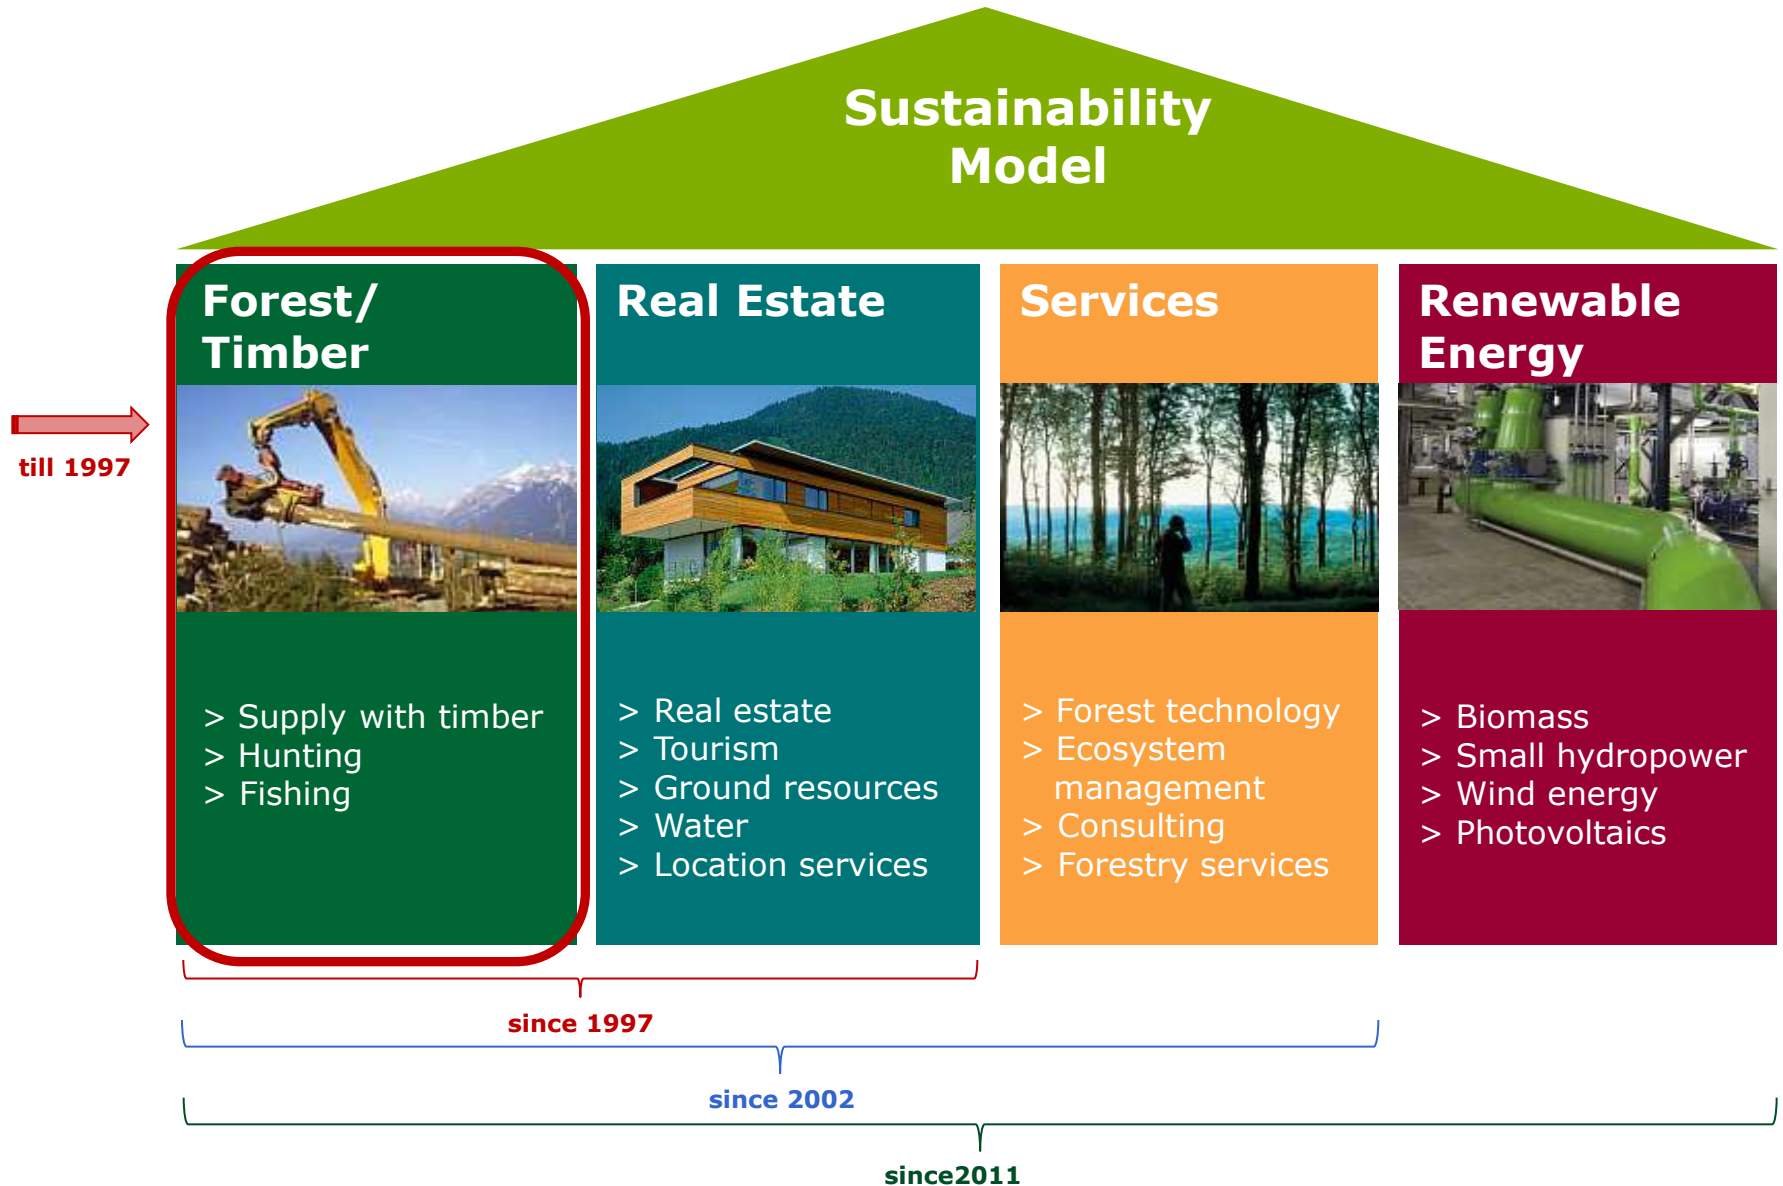 Sustainability
Model
till 1997
Forest/
Timber
> Supply with timber
> Hunting
> Fishing
Real Estate
> Real estate
> Tourism
> Ground resources
> Water
> Location services
Services
> Forest technology
> Ecosystem
management
> Consulting
> Forestry services
Renewable
Energy
> Biomass
> Small hydropower
> Wind energy
> Photovoltaics
since 1997
since 2002
since2011